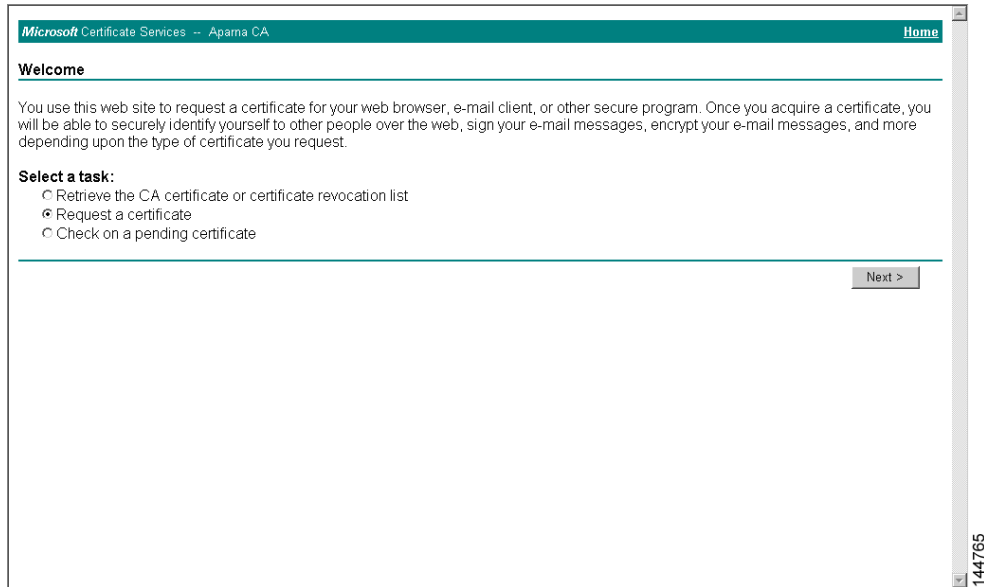 Microsoft Certificate Services -- Aparna CA Home
Welcome
You use this web site to request a certificate for your web browser, e-mail client, or other secure program. Once you acquire a certificate, you
will be able to securely identify yourself to other people over the web, sign your e-mail messages, encrypt your e-mail messages, and more
depending upon the type of certificate you request.
Select a task:
Retrieve the CA certificate or certificate revocation list
Request a certificate
Check on a pending certificate
Next >
144765